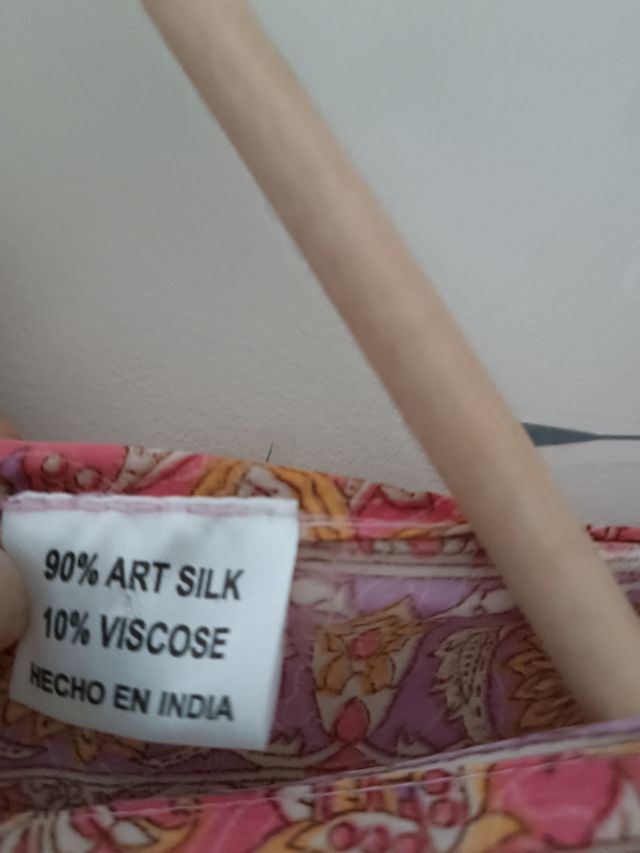 90% ART SILK
10% VISCOSE
HECHO EN INDIA